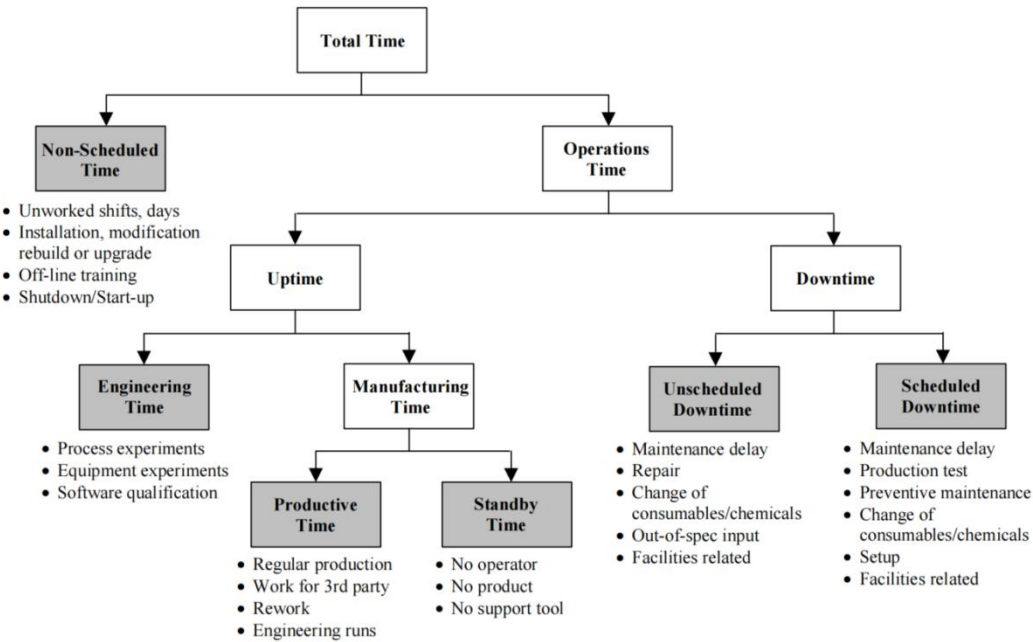 Total Time
Non-Scheduled
Time
Operations
Time
• Unworked shifts, days
• Installation, modification
rebuild or upgrade
• Off-line training
• Shutdown/Start-up
Uptime
Downtime
Engineering
Time
Manufacturing
Time
Unscheduled
Downtime
Scheduled
Downtime
• Process experiments
• Equipment experiments
• Software qualification
• Maintenance delay
• Repair
• Change of
consumables/chemicals
• Out-of-spec input
• Facilities related
• Maintenance delay
• Production test
• Preventive maintenance
• Change of
consumables/chemicals
• Setup
• Facilities related
Productive
Time
Standby
Time
• Regular production
• Work for 3rd party
• Rework
• Engineering runs
• No operator
• No product
• No support tool